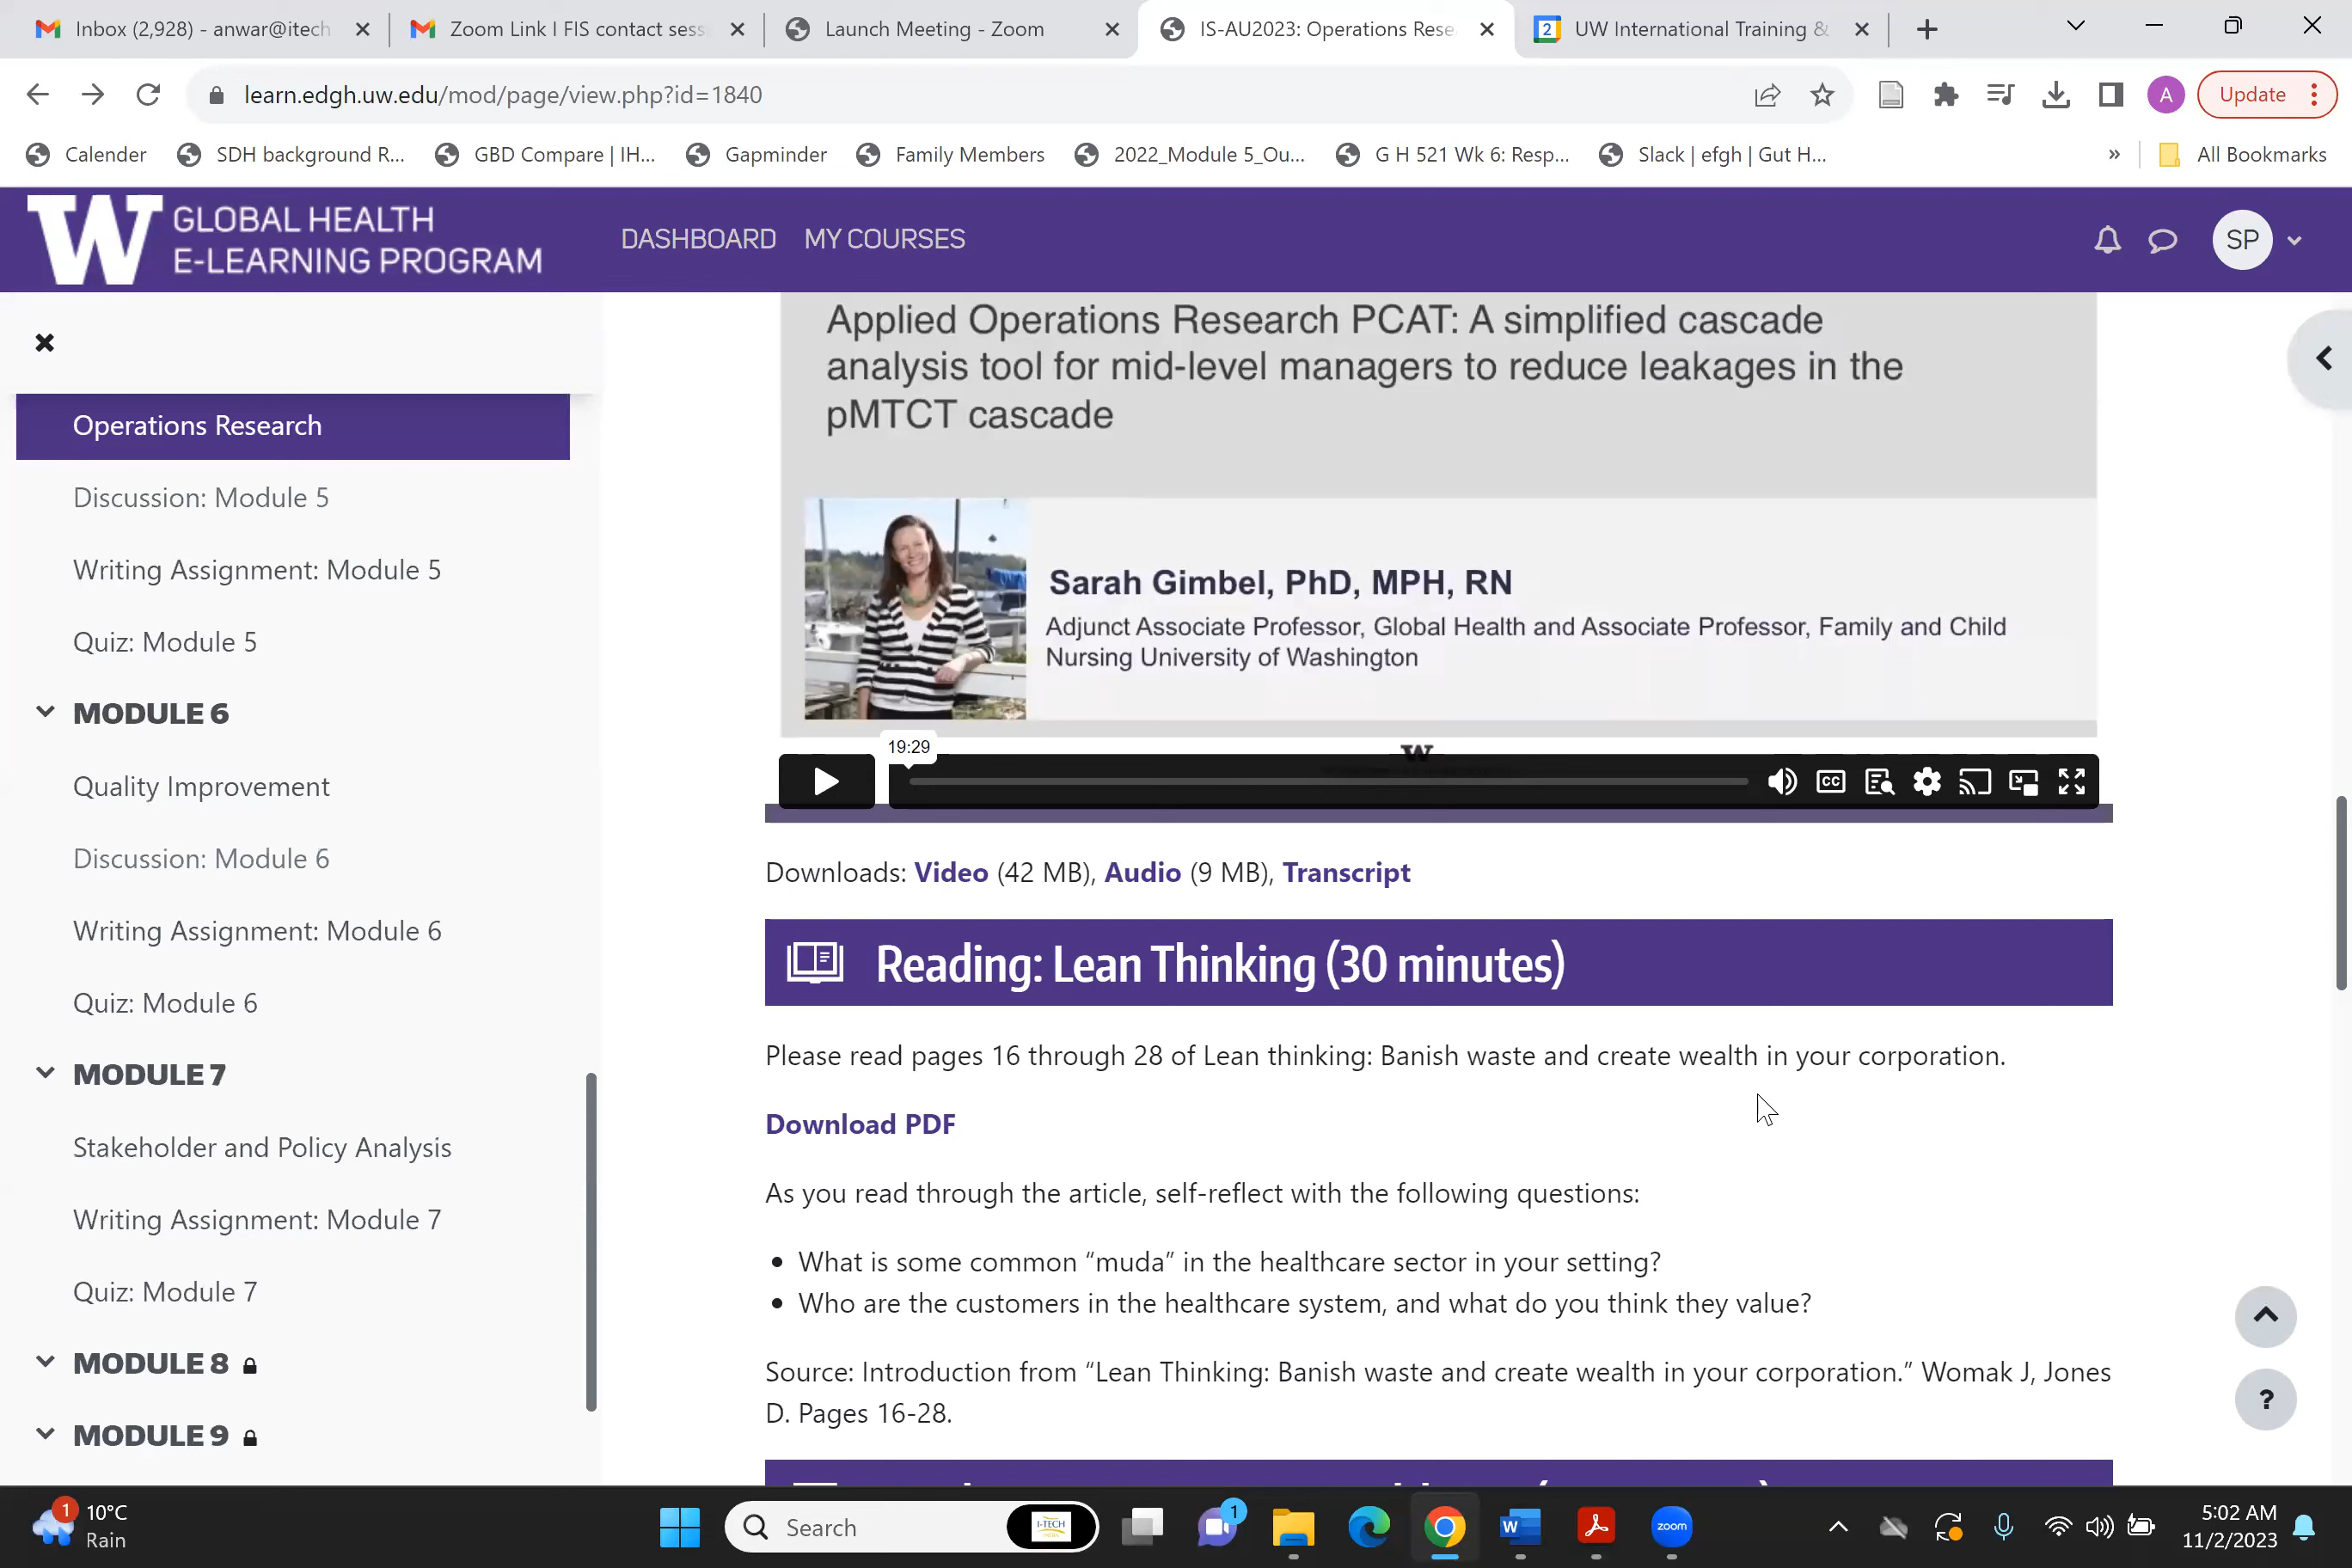 Inbox (2,928) - anwar@itech
Zoom Link I FIS contact sess
Launch Meeting - Zoom
IS-AU2023: Operations Rese
2
UW International Training &
learn.edgh.uw.edu/mod/page/view.php?id=1840
A
Update
Calender
SDH background R...
GBD Compare | IH...
Gapminder
Family Members
2022_Module 5_Ou...
G H 521 Wk 6: Resp...
Slack | efgh | Gut H...
»
All Bookmarks
W
GLOBAL HEALTH
E-LEARNING PROGRAM
DASHBOARD
MY COURSES
SP
Operations Research
Discussion: Module 5
Writing Assignment: Module 5
Quiz: Module 5
MODULE 6
Quality Improvement
Discussion: Module 6
Writing Assignment: Module 6
Quiz: Module 6
MODULE 7
Stakeholder and Policy Analysis
Writing Assignment: Module 7
Quiz: Module 7
MODULE 8
MODULE 9
Applied Operations Research PCAT: A simplified cascade
analysis tool for mid-level managers to reduce leakages in the
pMTCT cascade
Sarah Gimbel, PhD, MPH, RN
Adjunct Associate Professor, Global Health and Associate Professor, Family and Child
Nursing University of Washington
W
19:29
CC
Downloads: Video (42 MB), Audio (9 MB), Transcript
Reading: Lean Thinking (30 minutes)
Please read pages 16 through 28 of Lean thinking: Banish waste and create wealth in your corporation.
Download PDF
As you read through the article, self-reflect with the following questions:
• What is some common “muda” in the healthcare sector in your setting?
• Who are the customers in the healthcare system, and what do you think they value?
Source: Introduction from “Lean Thinking: Banish waste and create wealth in your corporation.” Womak J, Jones
D. Pages 16-28.
?
1
10°C
Rain
Search
I-TECH
1
W
zoom
5:02 AM
11/2/2023